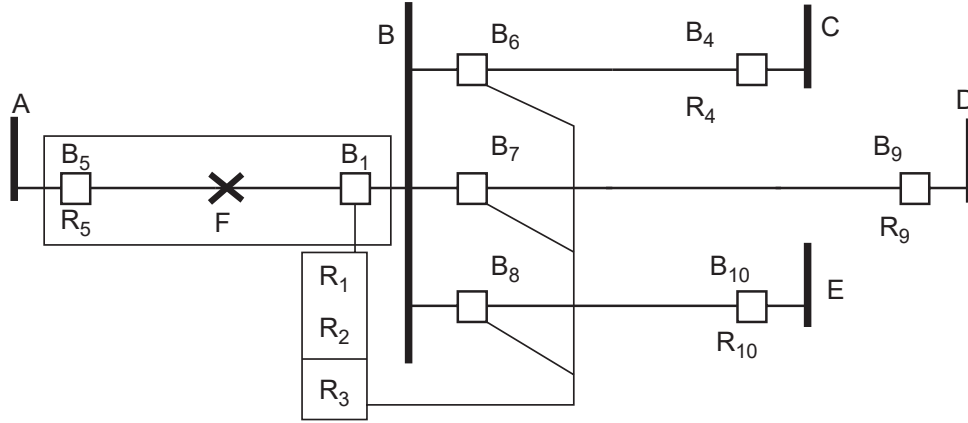 B
B₆
B₄
C
R₄
A
B₅
B₁
B₇
B₉
D
R₅
F
R₉
R₁
B₈
B₁₀
E
R₂
R₁₀
R₃